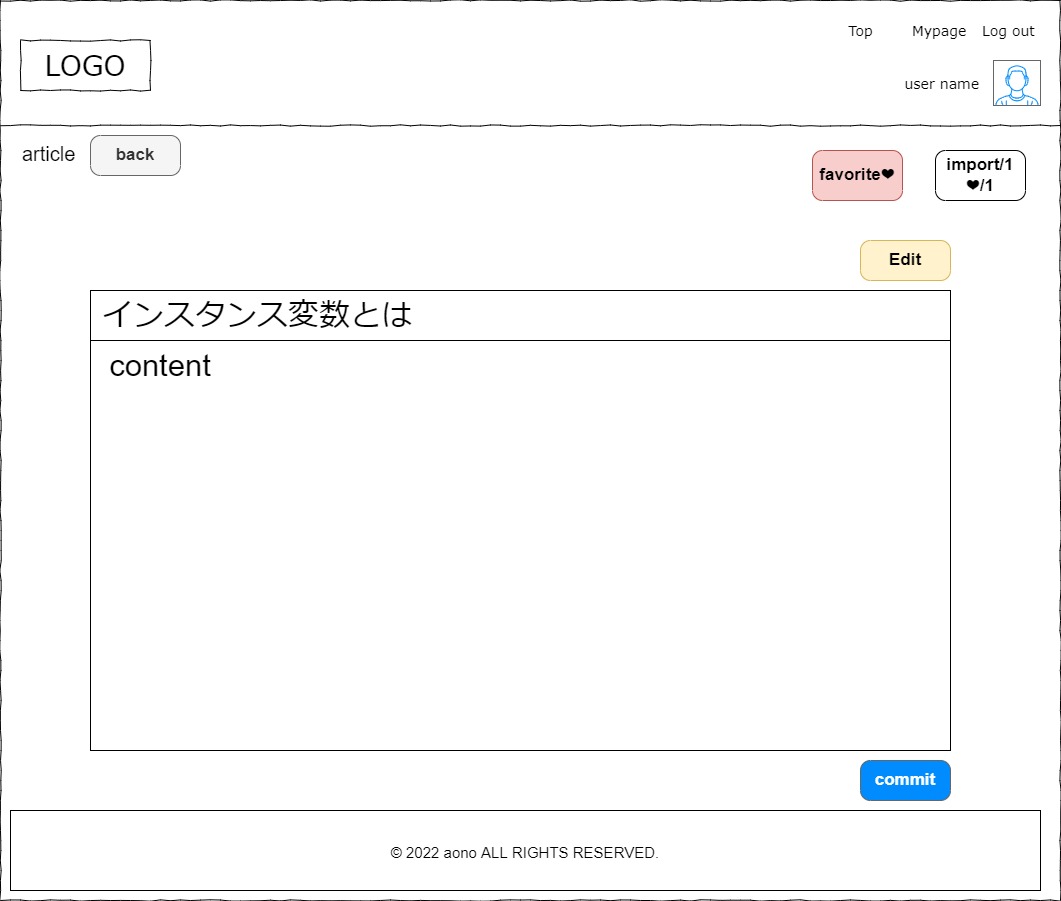 Top Mypage Log out
LOGO
user name
article back
favorite❤ import/1
❤/1
Edit
インスタンス変数とは
content
commit
© 2022 aono ALL RIGHTS RESERVED.